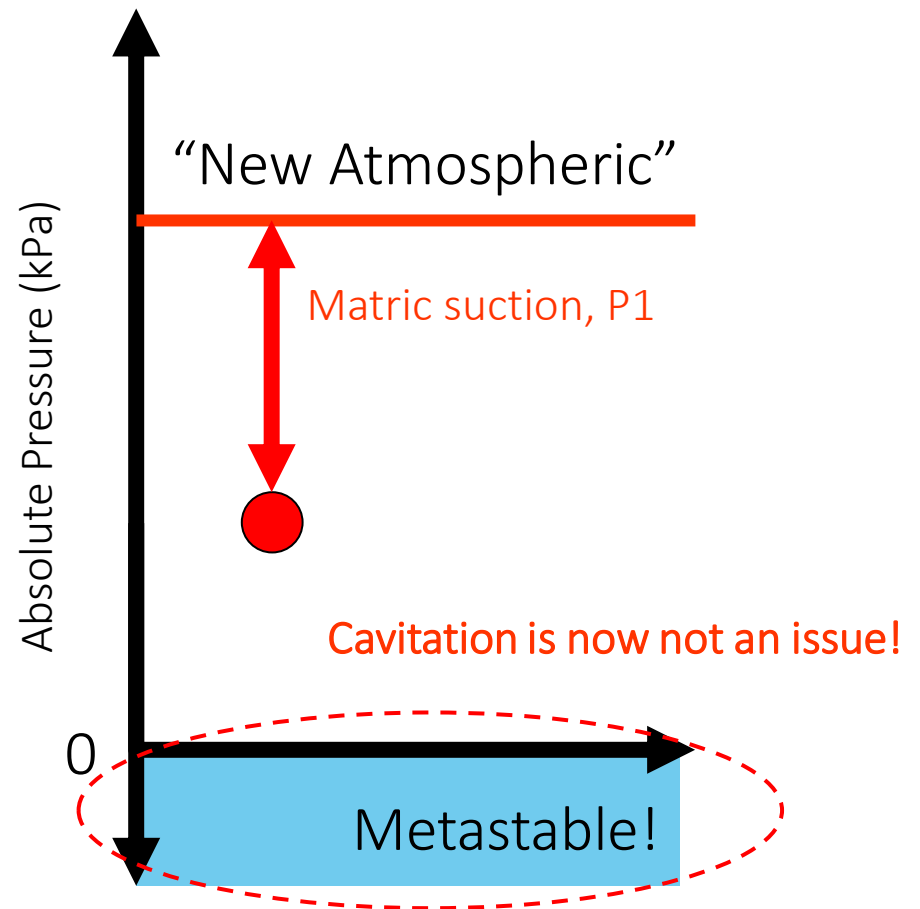 “New Atmospheric”
Absolute Pressure (kPa)
Matric suction, P1
Cavitation is now not an issue!
0
Metastable!